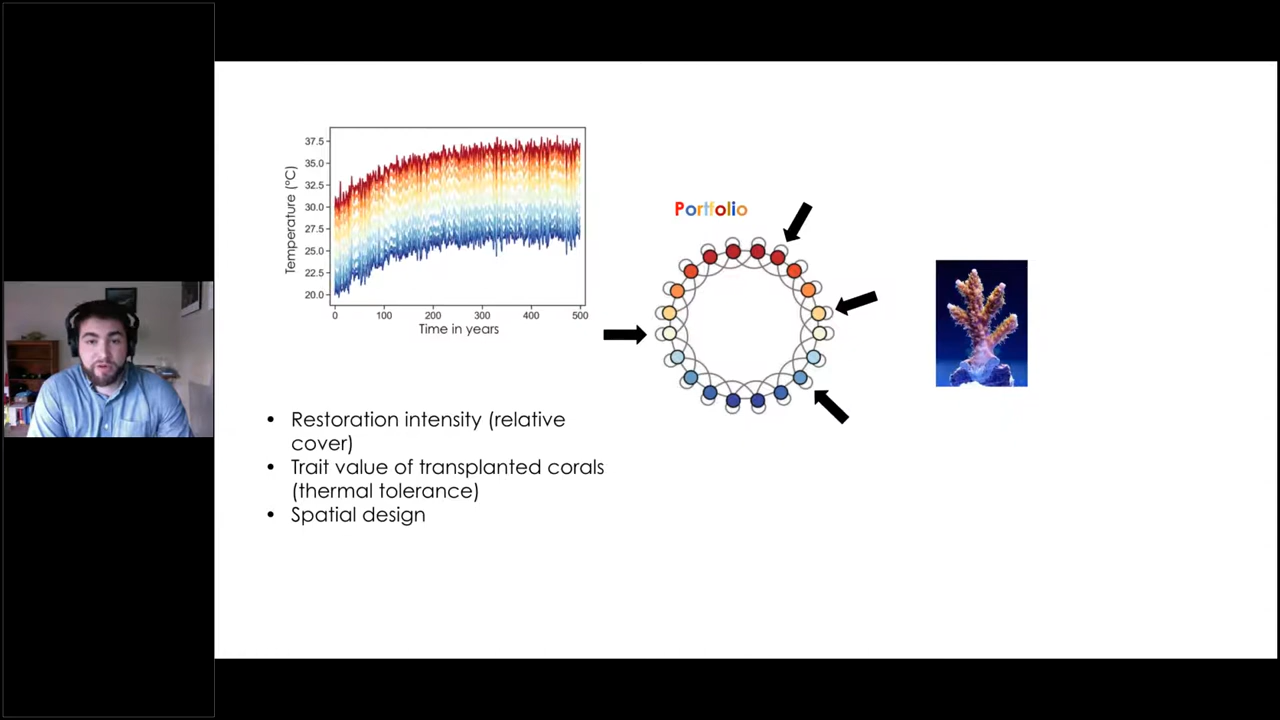 37.5
35.0
32.5
30.0
27.5
25.0
22.5
20.0
Temperature (°C)
0 100 200 300 400 500
Time in years
Portfolio
• Restoration intensity (relative
cover)
• Trait value of transplanted corals
(thermal tolerance)
• Spatial design